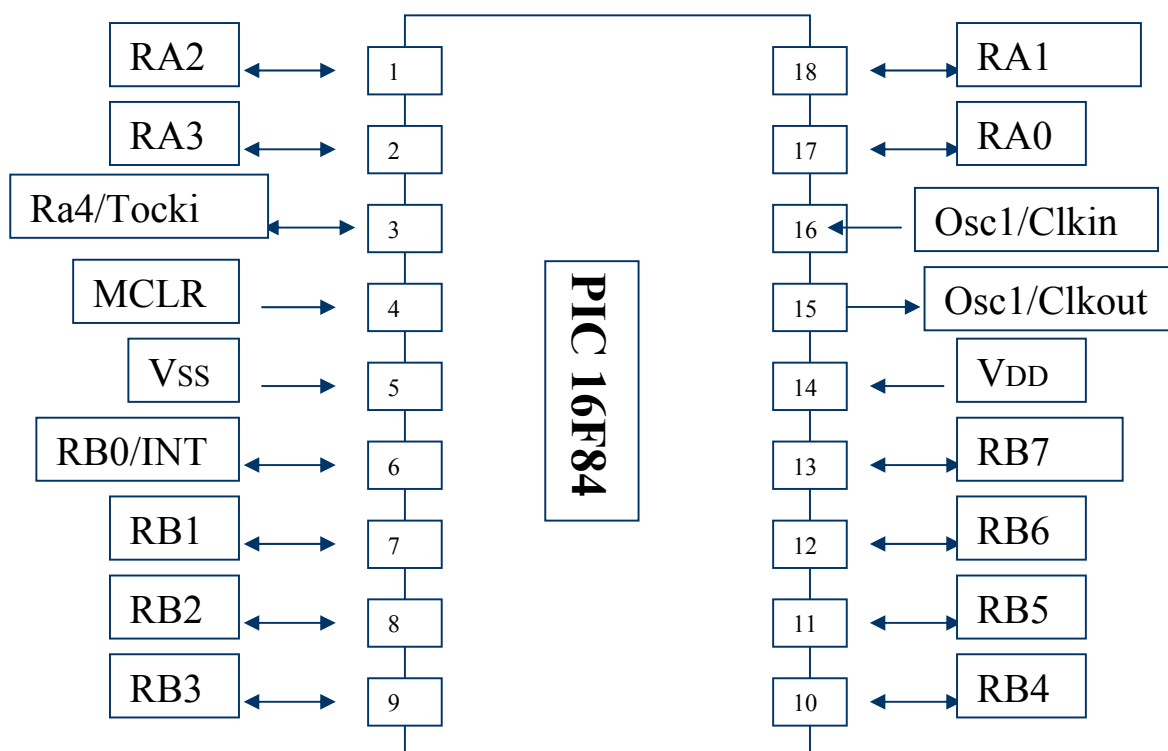 RA2
1
18
RA1
RA3
2
17
RA0
Ra4/Tocki
3
16
Osc1/Clkin
MCLR
4
15
Osc1/Clkout
VSS
5
14
VDD
RB0/INT
6
13
RB7
RB1
7
12
RB6
RB2
8
11
RB5
RB3
9
10
RB4
PIC 16F84